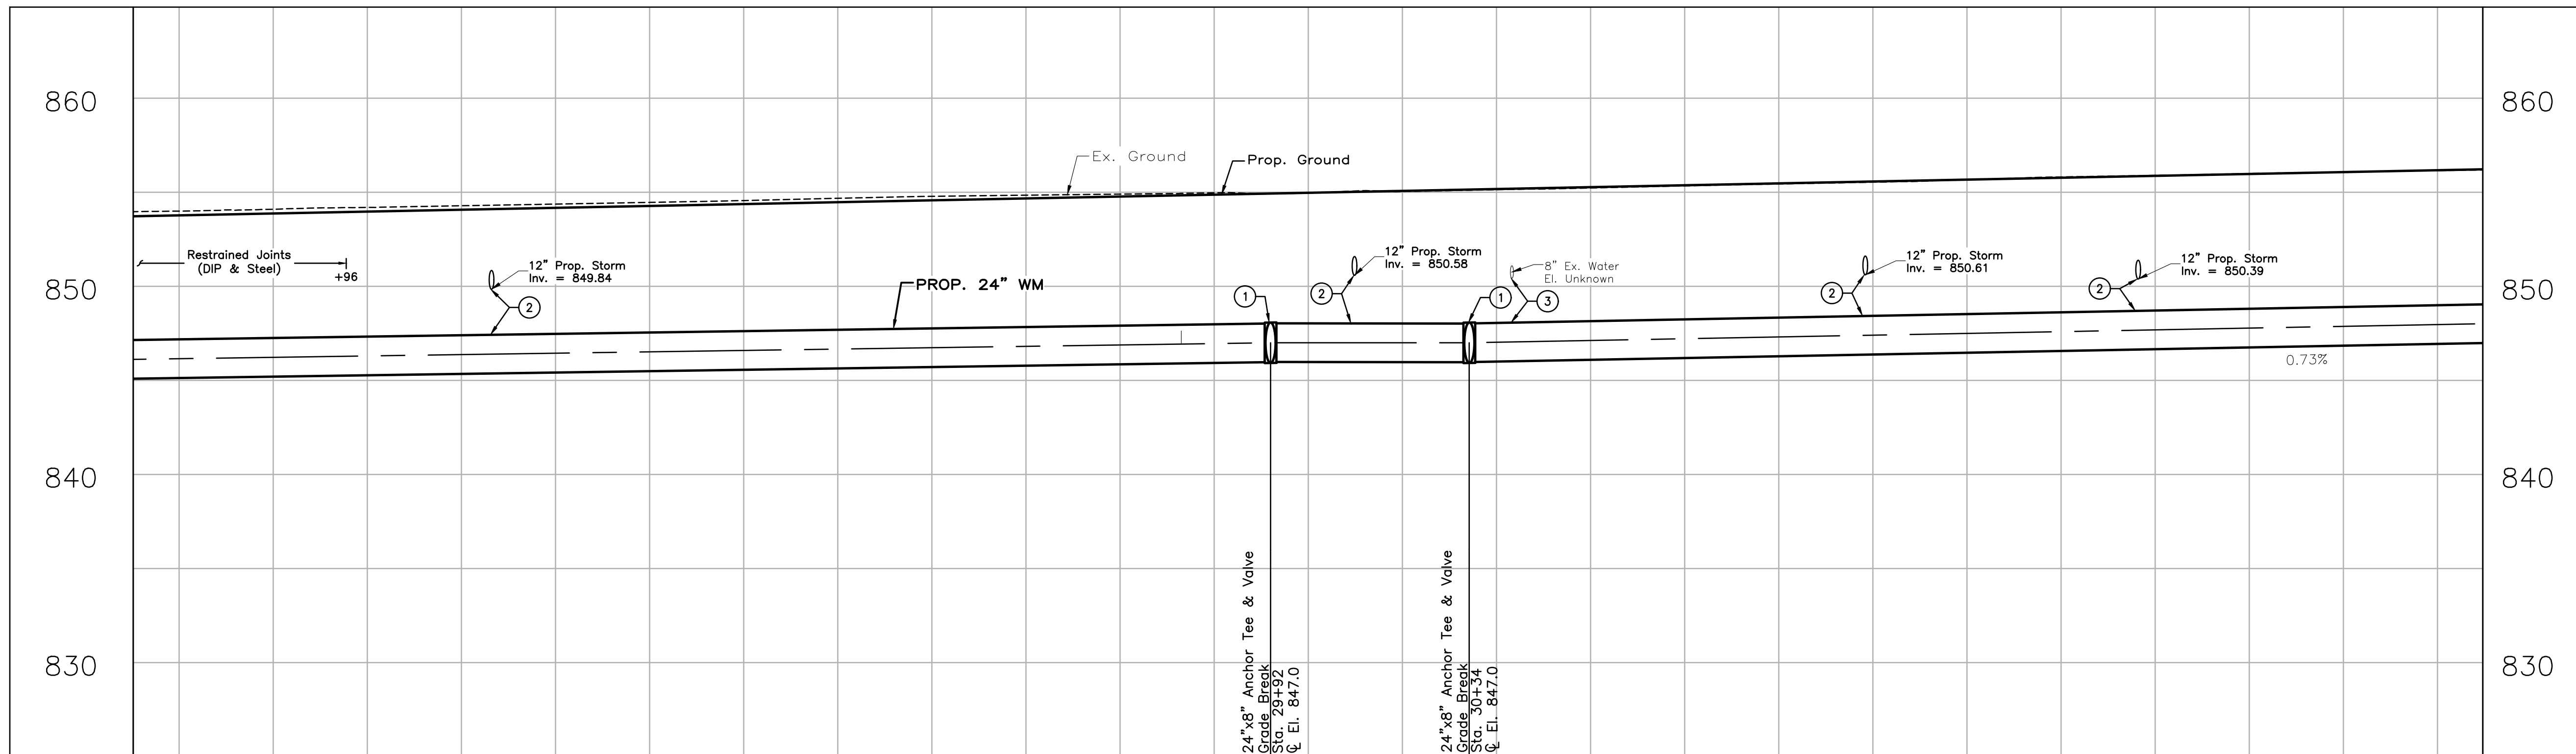 860
860
Ex. Ground
Prop. Ground
Restrained Joints
(DIP & Steel)
+96
12" Prop. Storm
Inv. = 849.84
2
850
PROP. 24" WM
1
2
12" Prop. Storm
Inv. = 850.58
1
8" Ex. Water
El. Unknown
3
2
12" Prop. Storm
Inv. = 850.61
2
12" Prop. Storm
Inv. = 850.39
850
0.73%
840
840
830
830
24"x8" Anchor Tee & Valve
Grade Break
Sta. 29+92
℄ El. 847.0
24"x8" Anchor Tee & Valve
Grade Break
Sta. 30+34
℄ El. 847.0